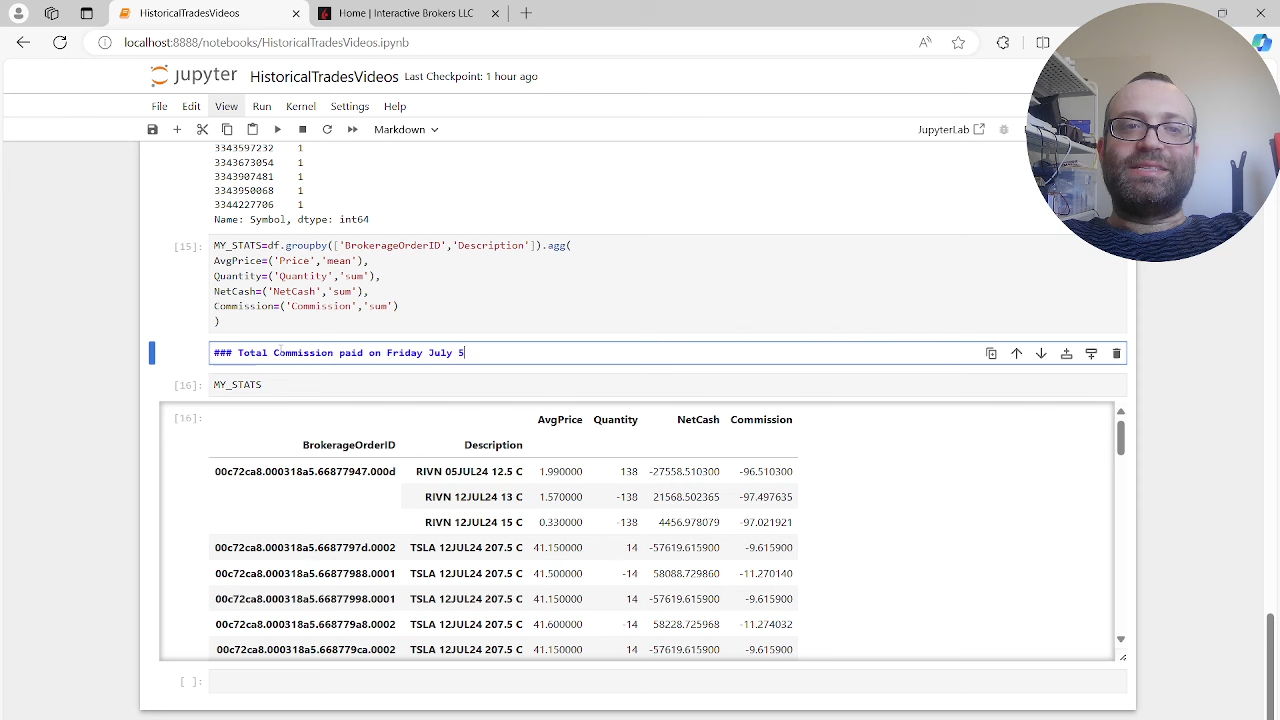 HistoricalTradesVideos
Home | Interactive Brokers LLC
localhost:8888/notebooks/HistoricalTradesVideos.ipynb
jupyter HistoricalTradesVideos Last Checkpoint: 1 hour ago
File Edit View Run Kernel Settings Help
Markdown JupyterLab
3343597232 1
3343673054 1
3343907481 1
3343950068 1
3344227706 1
Name: Symbol, dtype: int64
[15]: MY_STATS=df.groupby(['BrokerageOrderID','Description']).agg(
AvgPrice=('Price','mean'),
Quantity=('Quantity','sum'),
NetCash=('NetCash','sum'),
Commission=('Commission','sum')
)
### Total Commission paid on Friday July 5
[16]: MY_STATS
[16]: AvgPrice Quantity NetCash Commission
BrokerageOrderID Description
00c72ca8.000318a5.66877947.000d RIVN 05JUL24 12.5 C 1.990000 138 -27558.510300 -96.510300
RIVN 12JUL24 13 C 1.570000 -138 21568.502365 -97.497635
RIVN 12JUL24 15 C 0.330000 -138 4456.978079 -97.021921
00c72ca8.000318a5.6687797d.0002 TSLA 12JUL24 207.5 C 41.150000 14 -57619.615900 -9.615900
00c72ca8.000318a5.66877988.0001 TSLA 12JUL24 207.5 C 41.500000 -14 58088.729860 -11.270140
00c72ca8.000318a5.66877998.0001 TSLA 12JUL24 207.5 C 41.150000 14 -57619.615900 -9.615900
00c72ca8.000318a5.668779a8.0002 TSLA 12JUL24 207.5 C 41.600000 -14 58228.725968 -11.274032
00c72ca8.000318a5.668779ca.0002 TSLA 12JUL24 207.5 C 41.150000 14 -57619.615900 -9.615900
[ ]: